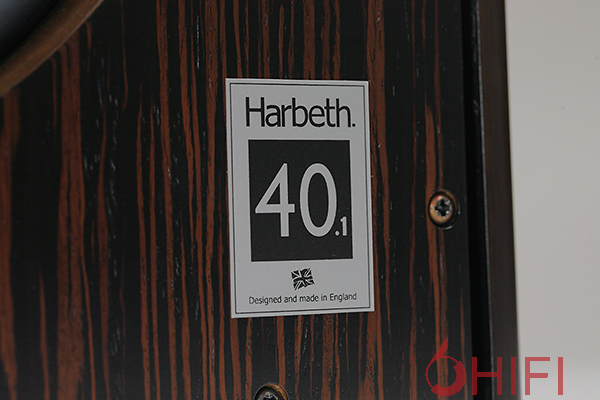 Harbeth.
40.1
Designed and made in England
HIFI